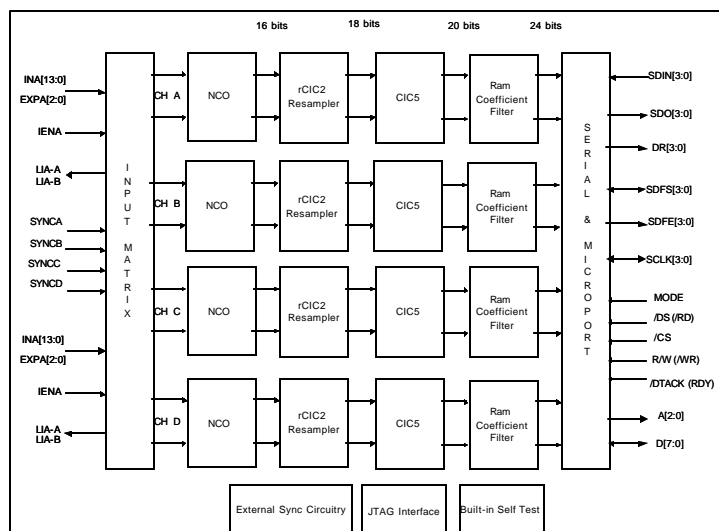 16 bits
18 bits
20 bits
24 bits
INA[13:0]
EXPA[2:0]
IENA
LIA-A
LIA-B
SYNCA
SYNCB
SYNCC
SYNCD
INA[13:0]
EXPA[2:0]
IENA
LIA-A
LIA-B
INPUT MATRIX
CH A
NCO
rCIC2
Resampler
CIC5
Ram
Coefficient
Filter
CH B
NCO
rCIC2
Resampler
CIC5
Ram
Coefficient
Filter
CH C
NCO
rCIC2
Resampler
CIC5
Ram
Coefficient
Filter
CH D
NCO
rCIC2
Resampler
CIC5
Ram
Coefficient
Filter
SERIAL & MICROPORT
SDIN[3:0]
SDO[3:0]
DR[3:0]
SDFS[3:0]
SDFE[3:0]
SCLK[3:0]
MODE
/DS (/RD)
/CS
R/W (/WR)
/DTACK (RDY)
A[2:0]
D[7:0]
External Sync Circuitry
JTAG Interface
Built-in Self Test